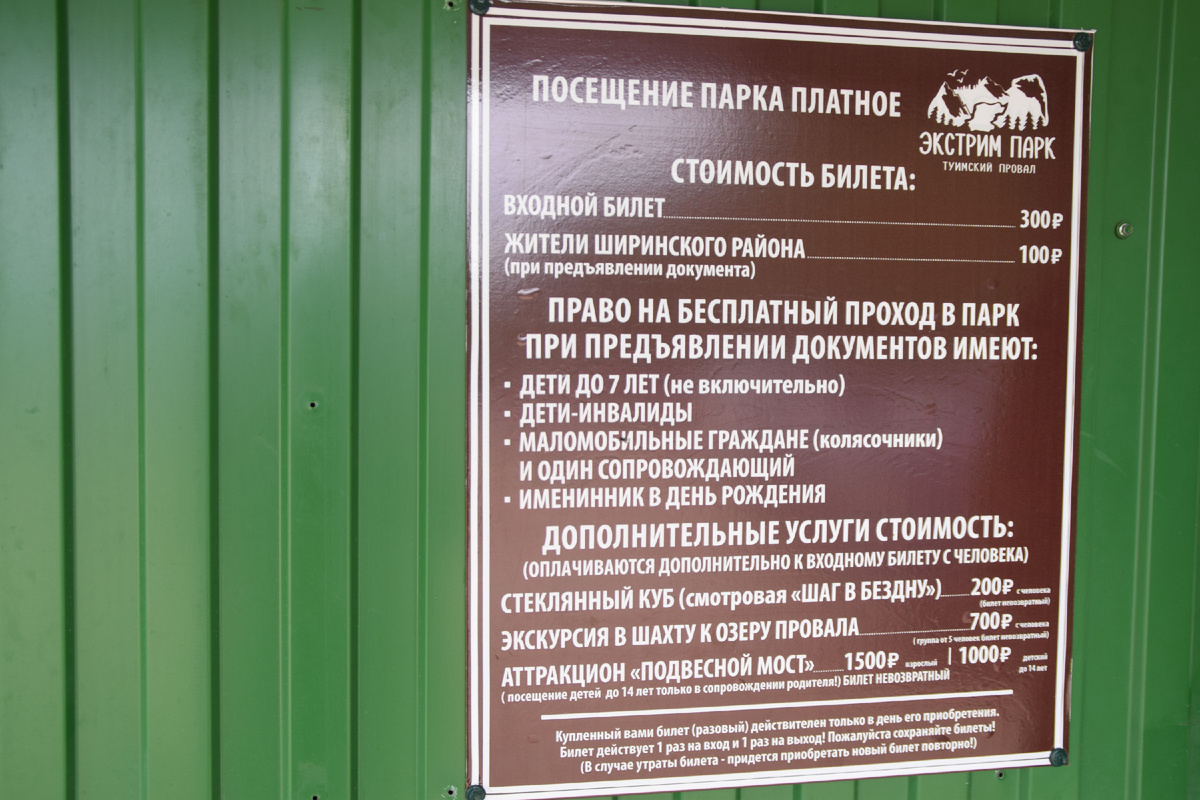 ПОСЕЩЕНИЕ ПАРКА ПЛАТНОЕ
ЭКСТРИМ ПАРК
ТУИМСКИЙ ПРОВАЛ
СТОИМОСТЬ БИЛЕТА:
ВХОДНОЙ БИЛЕТ 300₽
ЖИТЕЛИ ШИРИНСКОГО РАЙОНА 100₽
(при предъявлении документа)
ПРАВО НА БЕСПЛАТНЫЙ ПРОХОД В ПАРК
ПРИ ПРЕДЪЯВЛЕНИИ ДОКУМЕНТОВ ИМЕЮТ:
▪ ДЕТИ ДО 7 ЛЕТ (не включительно)
▪ ДЕТИ-ИНВАЛИДЫ
▪ МАЛОМОБИЛЬНЫЕ ГРАЖДАНЕ (колясочники)
И ОДИН СОПРОВОЖДАЮЩИЙ
▪ ИМЕНИННИК В ДЕНЬ РОЖДЕНИЯ
ДОПОЛНИТЕЛЬНЫЕ УСЛУГИ СТОИМОСТЬ:
(ОПЛАЧИВАЮТСЯ ДОПОЛНИТЕЛЬНО К ВХОДНОМУ БИЛЕТУ С ЧЕЛОВЕКА)
СТЕКЛЯННЫЙ КУБ (смотровая «ШАГ В БЕЗДНУ») 200₽ с человека
(билет невозвратный)
ЭКСКУРСИЯ В ШАХТУ К ОЗЕРУ ПРОВАЛА 700₽ с человека
( группа от 5 человек билет невозвратный)
АТТРАКЦИОН «ПОДВЕСНОЙ МОСТ» 1500₽ взрослый | 1000₽ детский до 14 лет
( посещение детей до 14 лет только в сопровождении родителя!) БИЛЕТ НЕВОЗВРАТНЫЙ
Купленный вами билет (разовый) действителен только в день его приобретения.
Билет действует 1 раз на вход и 1 раз на выход! Пожалуйста сохраняйте билеты!
(В случае утраты билета - придется приобретать новый билет повторно!)